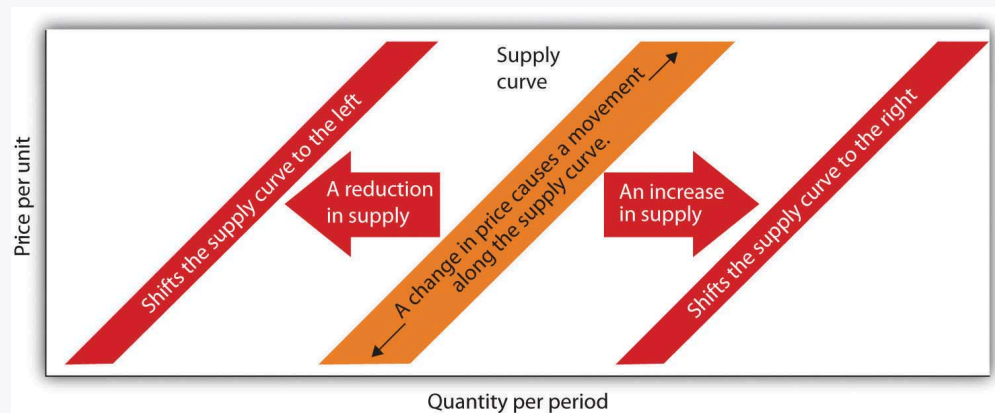 Supply
curve
Price per unit
Shifts the supply curve to the left
A reduction
in supply
A change in price causes a movement
along the supply curve.
An increase
in supply
Shifts the supply curve to the right
Quantity per period